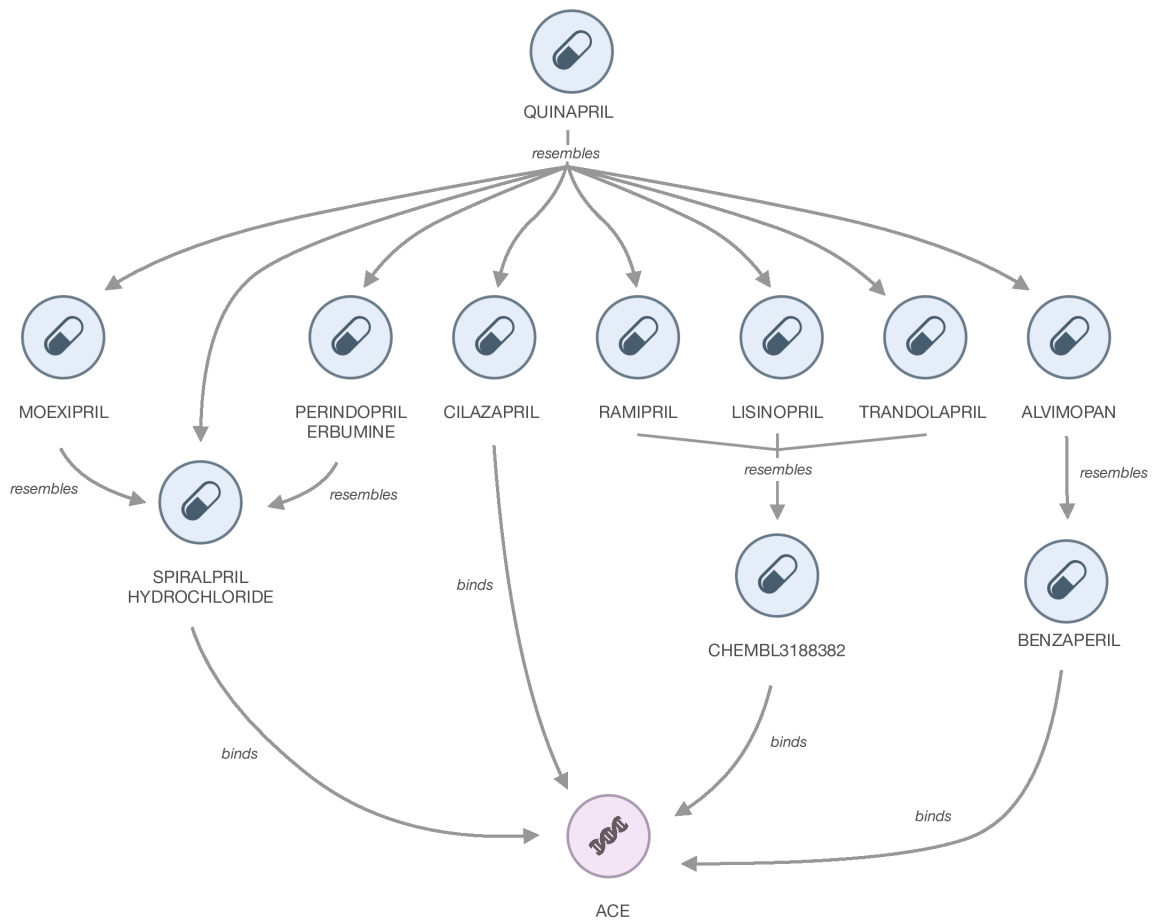 QUINAPRIL
resembles
MOEXIPRIL
PERINDOPRIL
ERBUMINE
CILAZAPRIL
RAMIPRIL
LISINOPRIL
TRANDOLAPRIL
ALVIMOPAN
resembles
resembles
resembles
resembles
SPIRALPRIL
HYDROCHLORIDE
binds
CHEMBL3188382
BENZAPERIL
binds
binds
binds
ACE